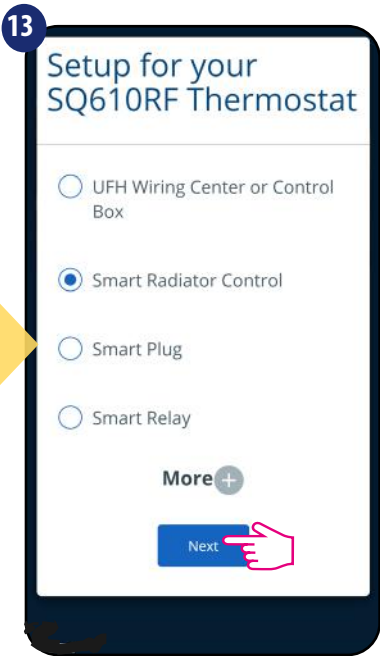 13
Setup for your
SQ610RF Thermostat
UFH Wiring Center or Control
Box
Smart Radiator Control
Smart Plug
Smart Relay
More +
Next